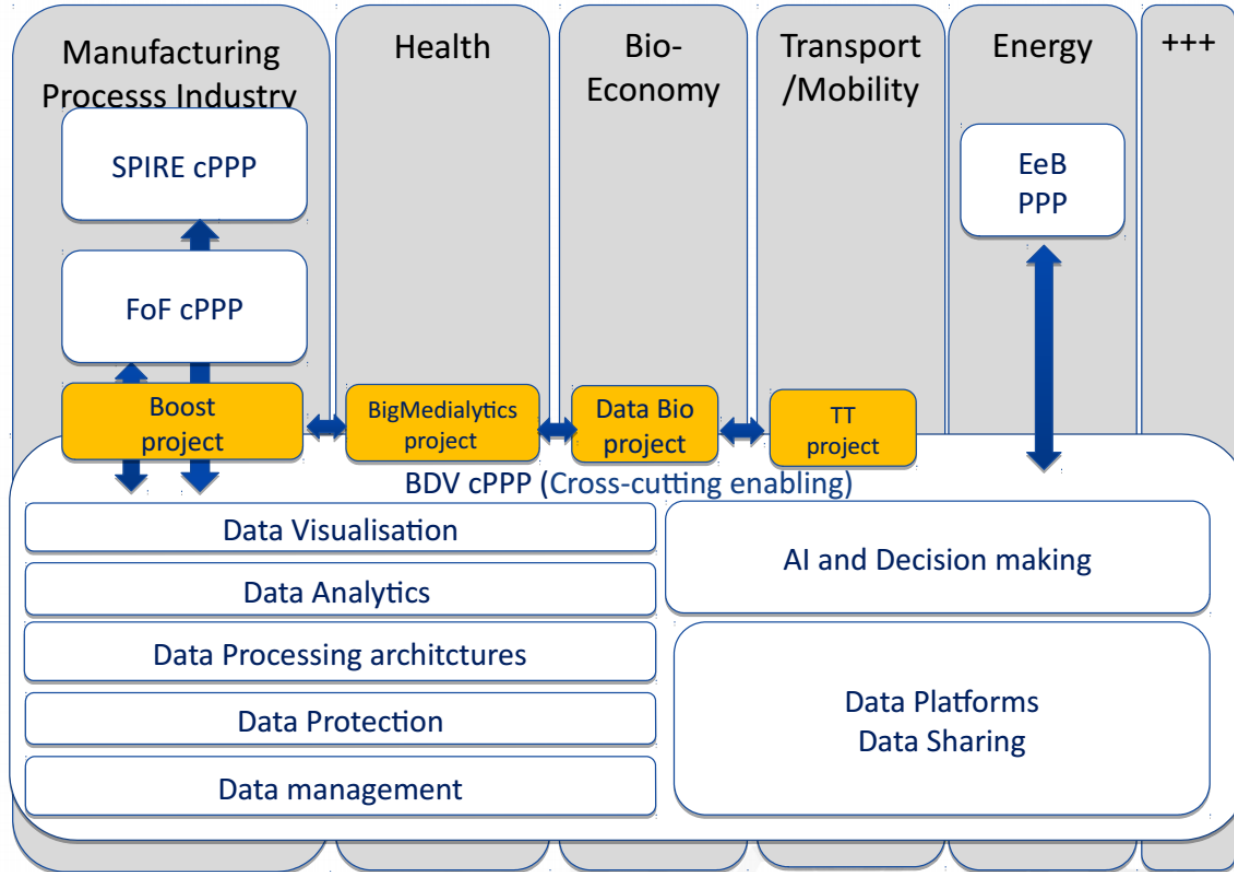 Manufacturing
Processs Industry
Health
Bio-
Economy
Transport
/Mobility
Energy
+++
SPIRE cPPP
EeB
PPP
FoF cPPP
Boost
project
BigMedialytics
project
Data Bio
project
TT
project
BDV cPPP (Cross-cutting enabling)
Data Visualisation
Data Analytics
Data Processing architctures
Data Protection
Data management
AI and Decision making
Data Platforms
Data Sharing